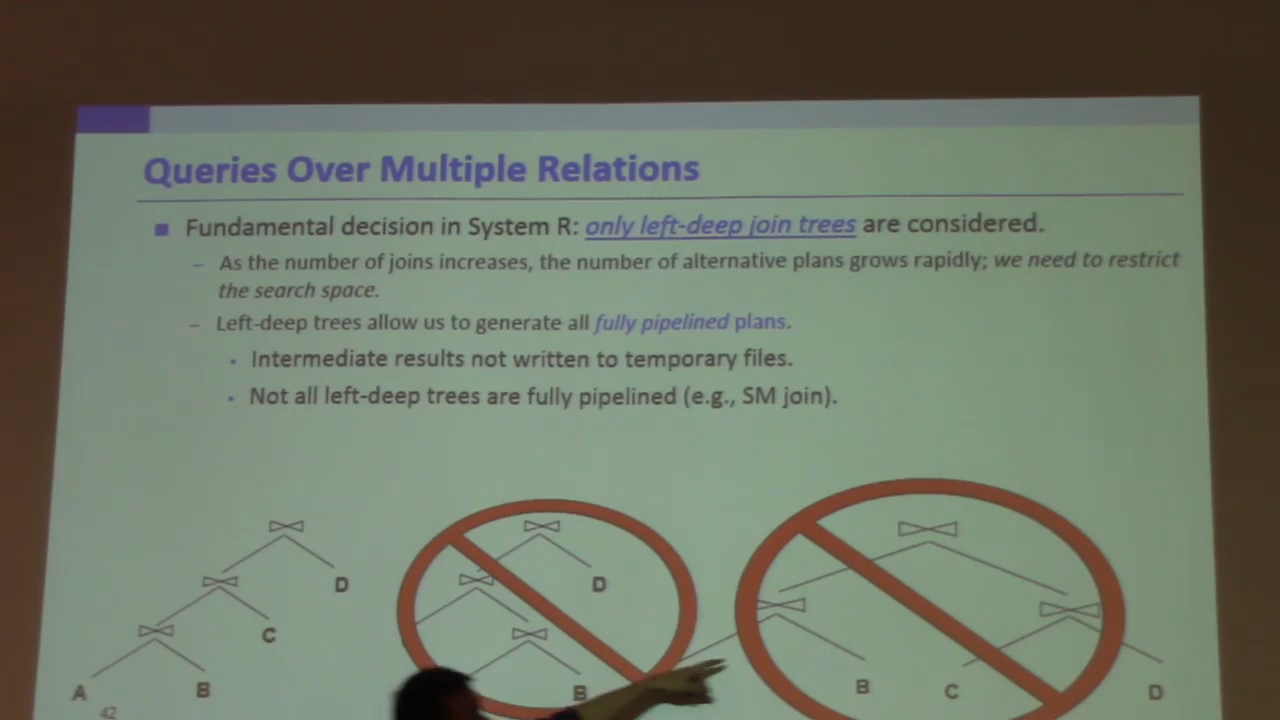 Queries Over Multiple Relations
Fundamental decision in System R: only left-deep join trees are considered.
– As the number of joins increases, the number of alternative plans grows rapidly; we need to restrict
the search space.
– Left-deep trees allow us to generate all fully pipelined plans.
Intermediate results not written to temporary files.
Not all left-deep trees are fully pipelined (e.g., SM join).
D
D
C
A
B
B
B
C
D
42